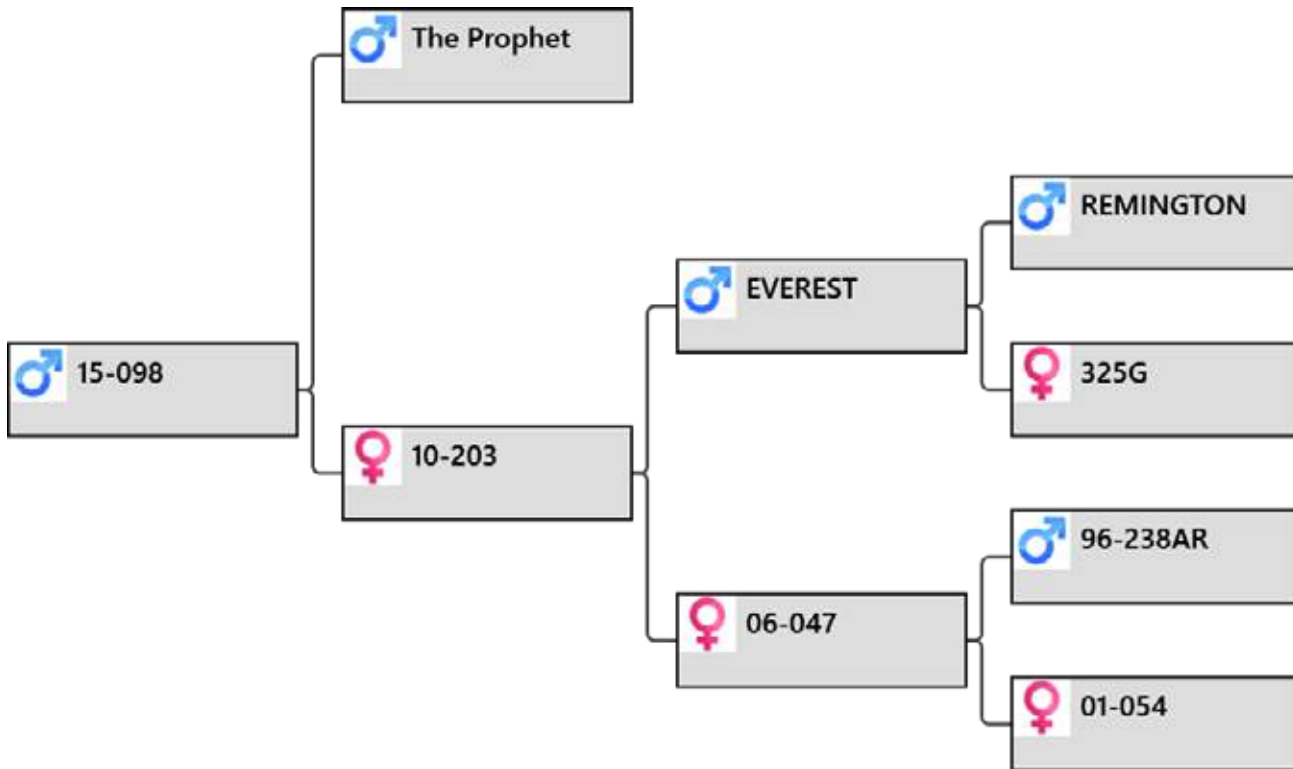 The Prophet
REMINGTON
EVEREST
15-098
325G
10-203
96-238AR
06-047
01-054